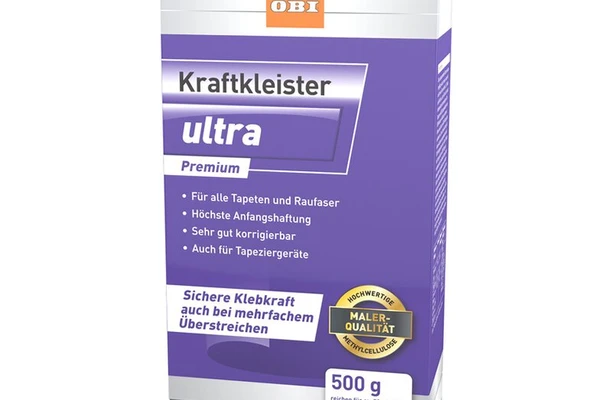 OBI
Kraftkleister
ultra
Premium
• Für alle Tapeten und Raufaser
• Höchste Anfangshaftung
• Sehr gut korrigierbar
• Auch für Tapeziergeräte
Sichere Klebkraft
auch bei mehrfachem
Überstreichen
HOCHWERTIGE
MALER-
QUALITÄT
METHYLCELLULOSE
500 g